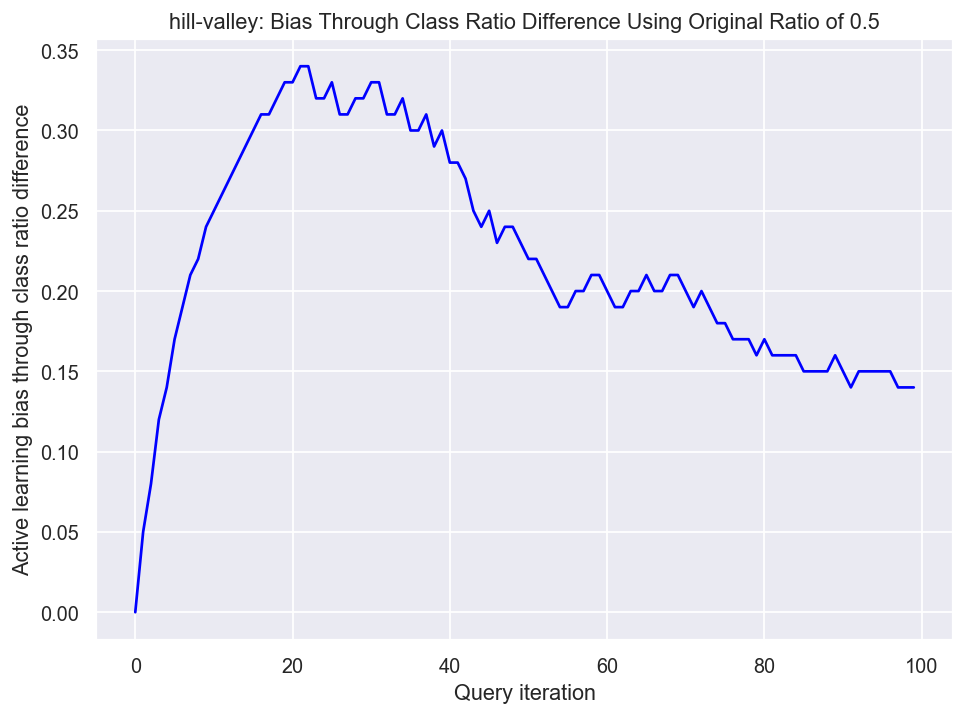 hill-valley: Bias Through Class Ratio Difference Using Original Ratio of 0.5
Active learning bias through class ratio difference
0.35
0.30
0.25
0.20
0.15
0.10
0.05
0.00
0 20 40 60 80 100
Query iteration